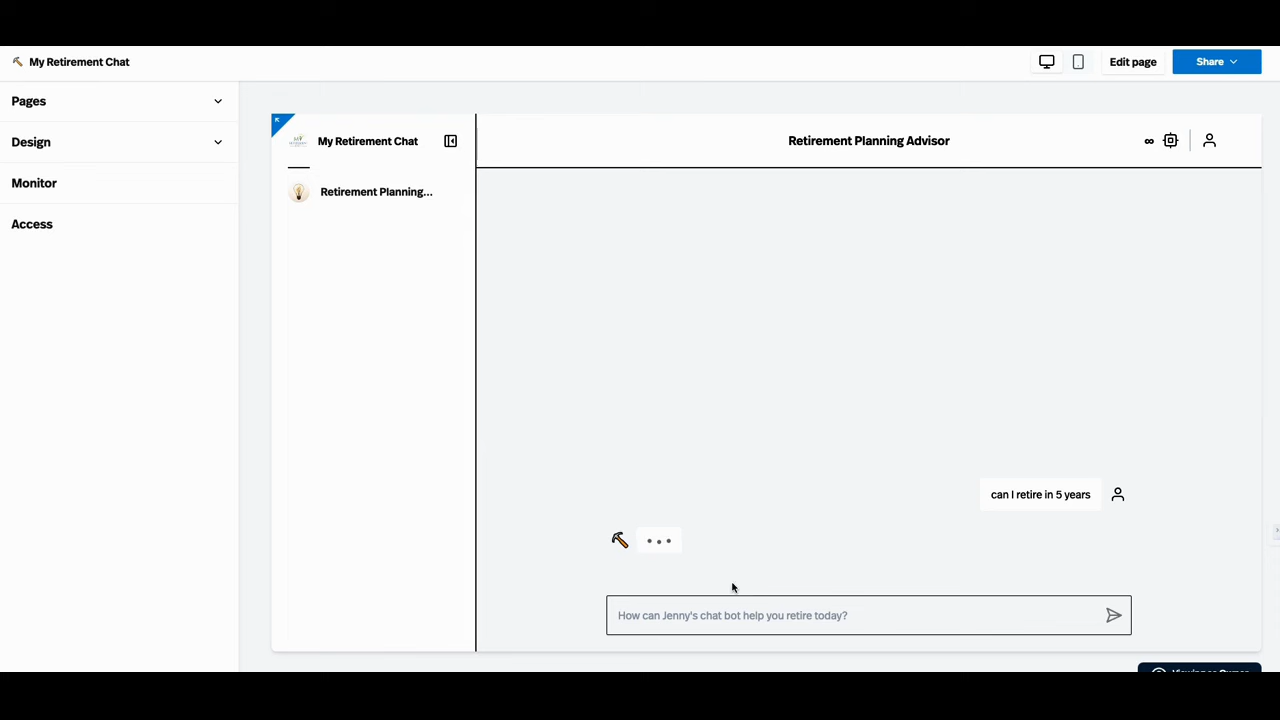 My Retirement Chat
Edit page
Share
Pages
Design
Monitor
Access
My Retirement Chat
Retirement Planning...
Retirement Planning Advisor
can I retire in 5 years
How can Jenny's chat bot help you retire today?